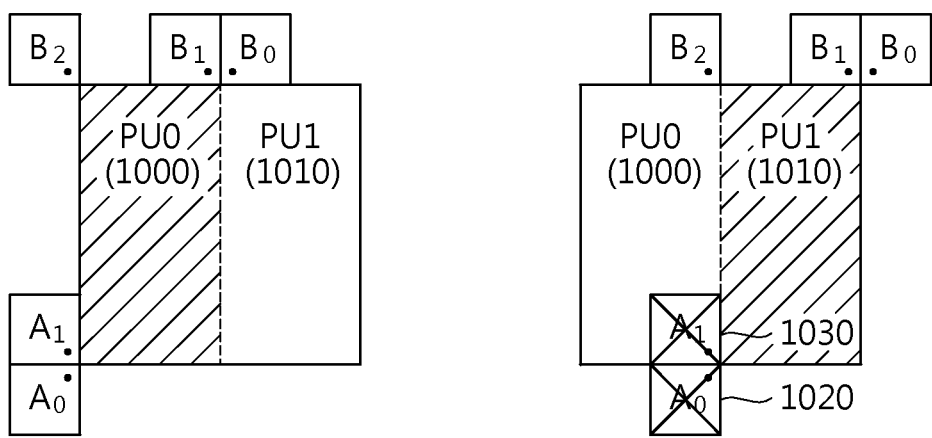 B2 B1 B0
PU0 PU1
(1000) (1010)
A1
A0
B2 B1 B0
PU0 PU1
(1000) (1010)
A1 1030
A0 1020